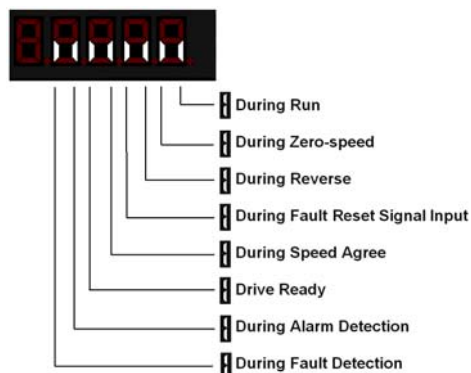 During Run
During Zero-speed
During Reverse
During Fault Reset Signal Input
During Speed Agree
Drive Ready
During Alarm Detection
During Fault Detection